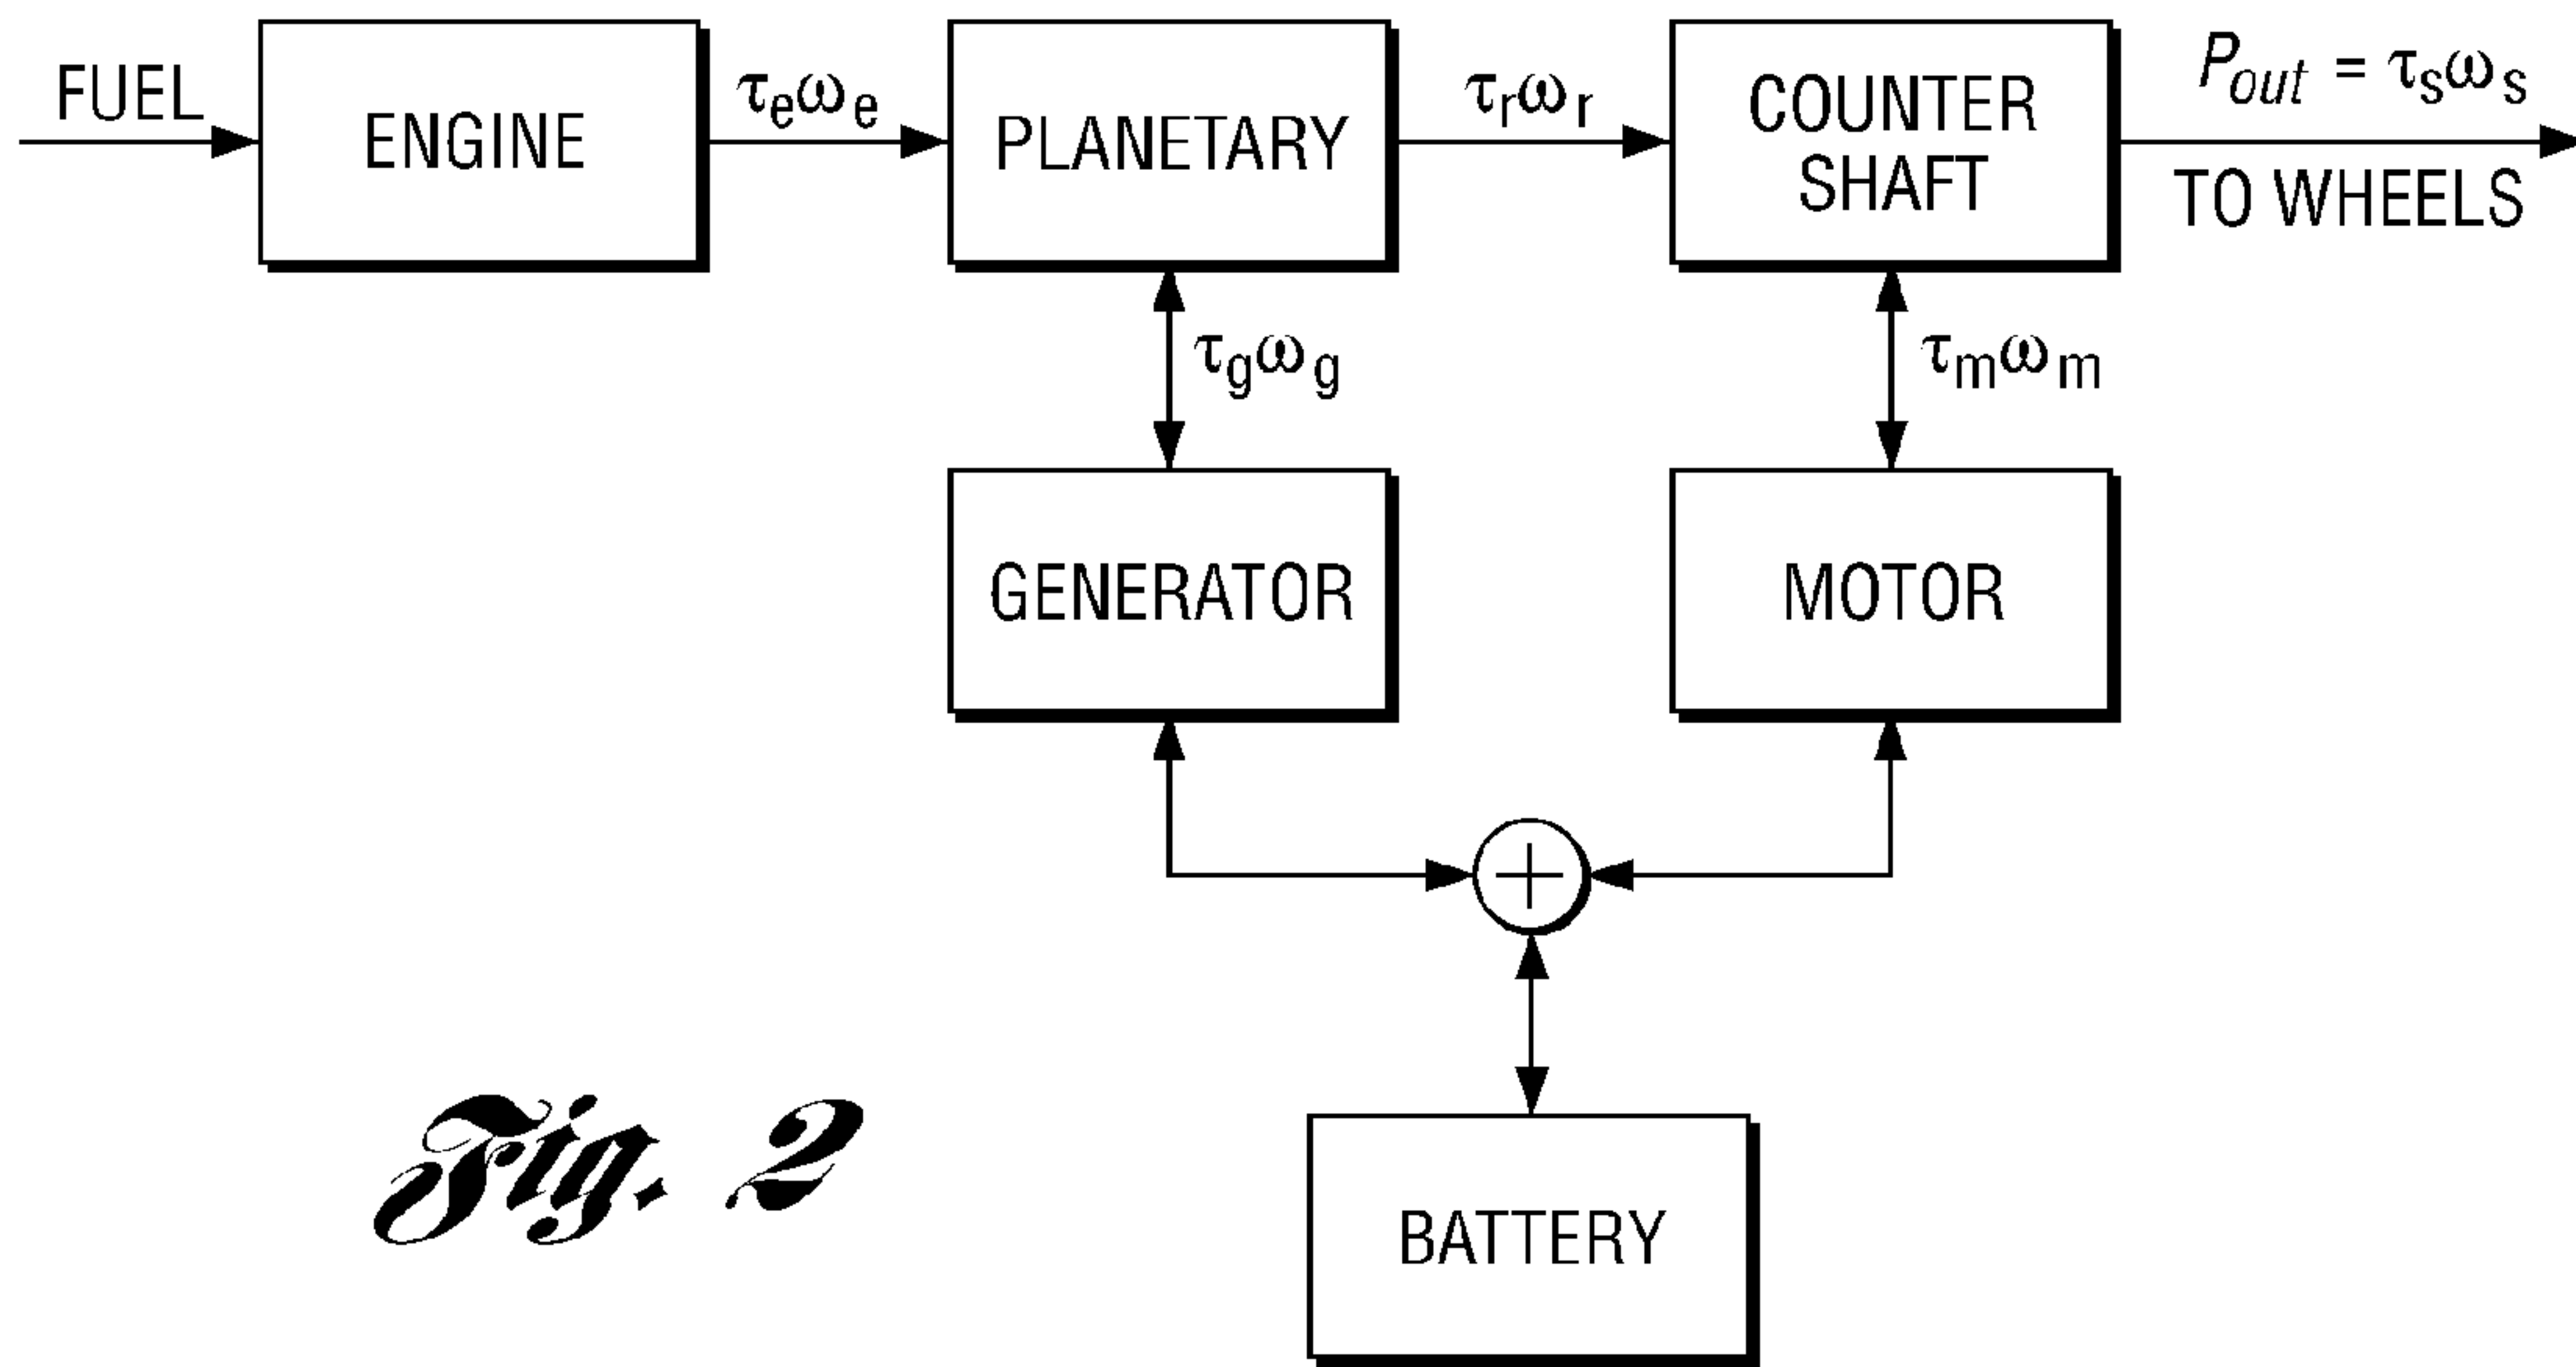 FUEL
ENGINE
τeωe
PLANETARY
τrωr
COUNTER
SHAFT
Pout = τsωs
TO WHEELS
τgωg
τmωm
GENERATOR
MOTOR
+
BATTERY
Fig. 2